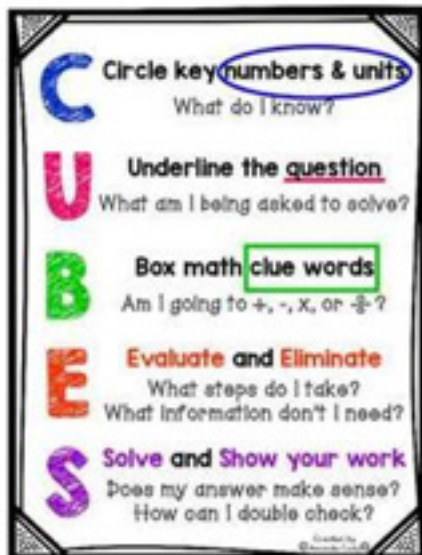 C Circle key numbers & units
What do I know?
U Underline the question
What am I being asked to solve?
B Box math clue words
Am I going to +, -, x, or ÷?
E Evaluate and Eliminate
What steps do I take?
What information don't I need?
S Solve and Show your work
Does my answer make sense?
How can I double check?
Created by